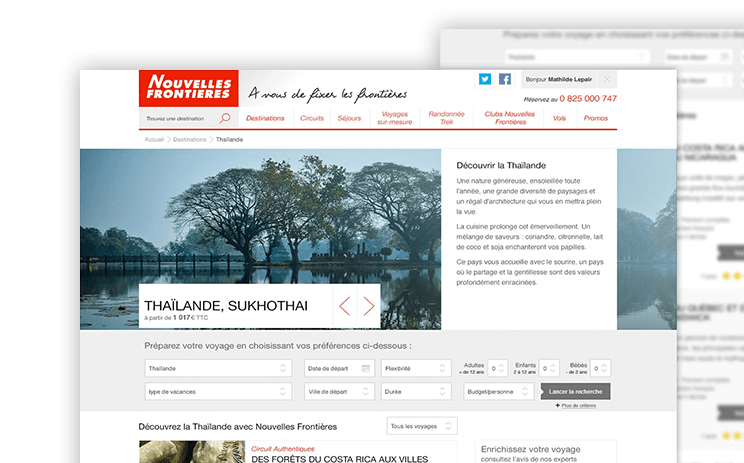 NOUVELLES
FRONTIERES
A vous de fixer les frontières
Bonjour Mathilde Lepair
Réservez au 0 825 000 747
Trouvez une destination
Destinations
Circuits
Séjours
Voyages
sur-mesure
Randonnée
Trek
Clubs Nouvelles
Frontières
Vols
Promos
Accueil > Destinations > Thaïlande
Découvrir la Thaïlande
Une nature généreuse, ensoleillée toute
l'année, une grande diversité de paysages et
un régal d'architecture qui vous en mettra plein
la vue.
La cuisine prolonge cet émerveillement. Un
mélange de saveurs : coriandre, citronnelle, lait
de coco et soja enchanteront vos papilles.
Ce pays vous accueille avec le sourire, un pays
où le partage et la gentillesse sont des valeurs
profondément enracinées.
THAÏLANDE, SUKHOTHAI
à partir de 1 017€ TTC
Préparez votre voyage en choisissant vos préférences ci-dessous :
Thaïlande
Date de départ
Flexibilité
Adultes
+ de 12 ans
0
Enfants
2 à 12 ans
0
Bébés
- de 2 ans
0
type de vacances
Ville de départ
Durée
Budget/personne
Lancer la recherche
+ Plus de critères
Découvrez la Thaïlande avec Nouvelles Frontières
Tous les voyages
Circuit Authentiques
DES FORÊTS DU COSTA RICA AUX VILLES
Enrichissez votre voyage
consultez l'avis de nos experts
Préparez votre voyage en choisissant vos préférences ci-des
Thaïlande
Date de départ
COSTA RICA A
NICARAGUA
AU QUÉBEC ET